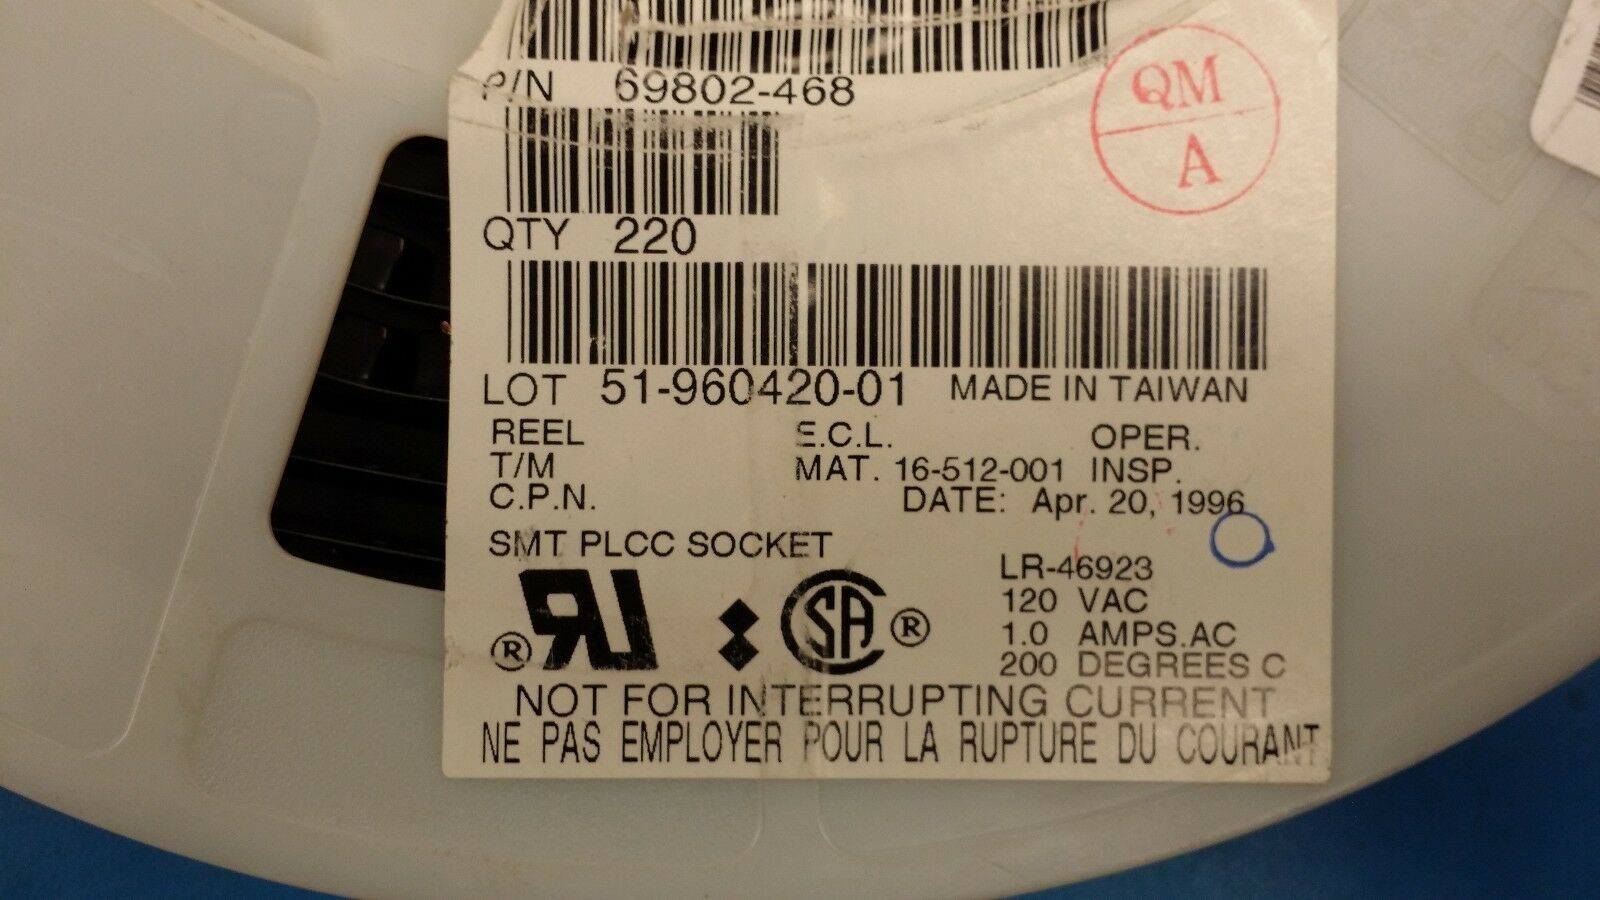 P/N 69802-468
QM
A
QTY 220
LOT 51-960420-01 MADE IN TAIWAN
REEL E.C.L. OPER.
T/M MAT. 16-512-001 INSP.
C.P.N. DATE: Apr. 20, 1996
SMT PLCC SOCKET
LR-46923
120 VAC
1.0 AMPS.AC
200 DEGREES C
® RU SA ®
NOT FOR INTERRUPTING CURRENT
NE PAS EMPLOYER POUR LA RUPTURE DU COURANT